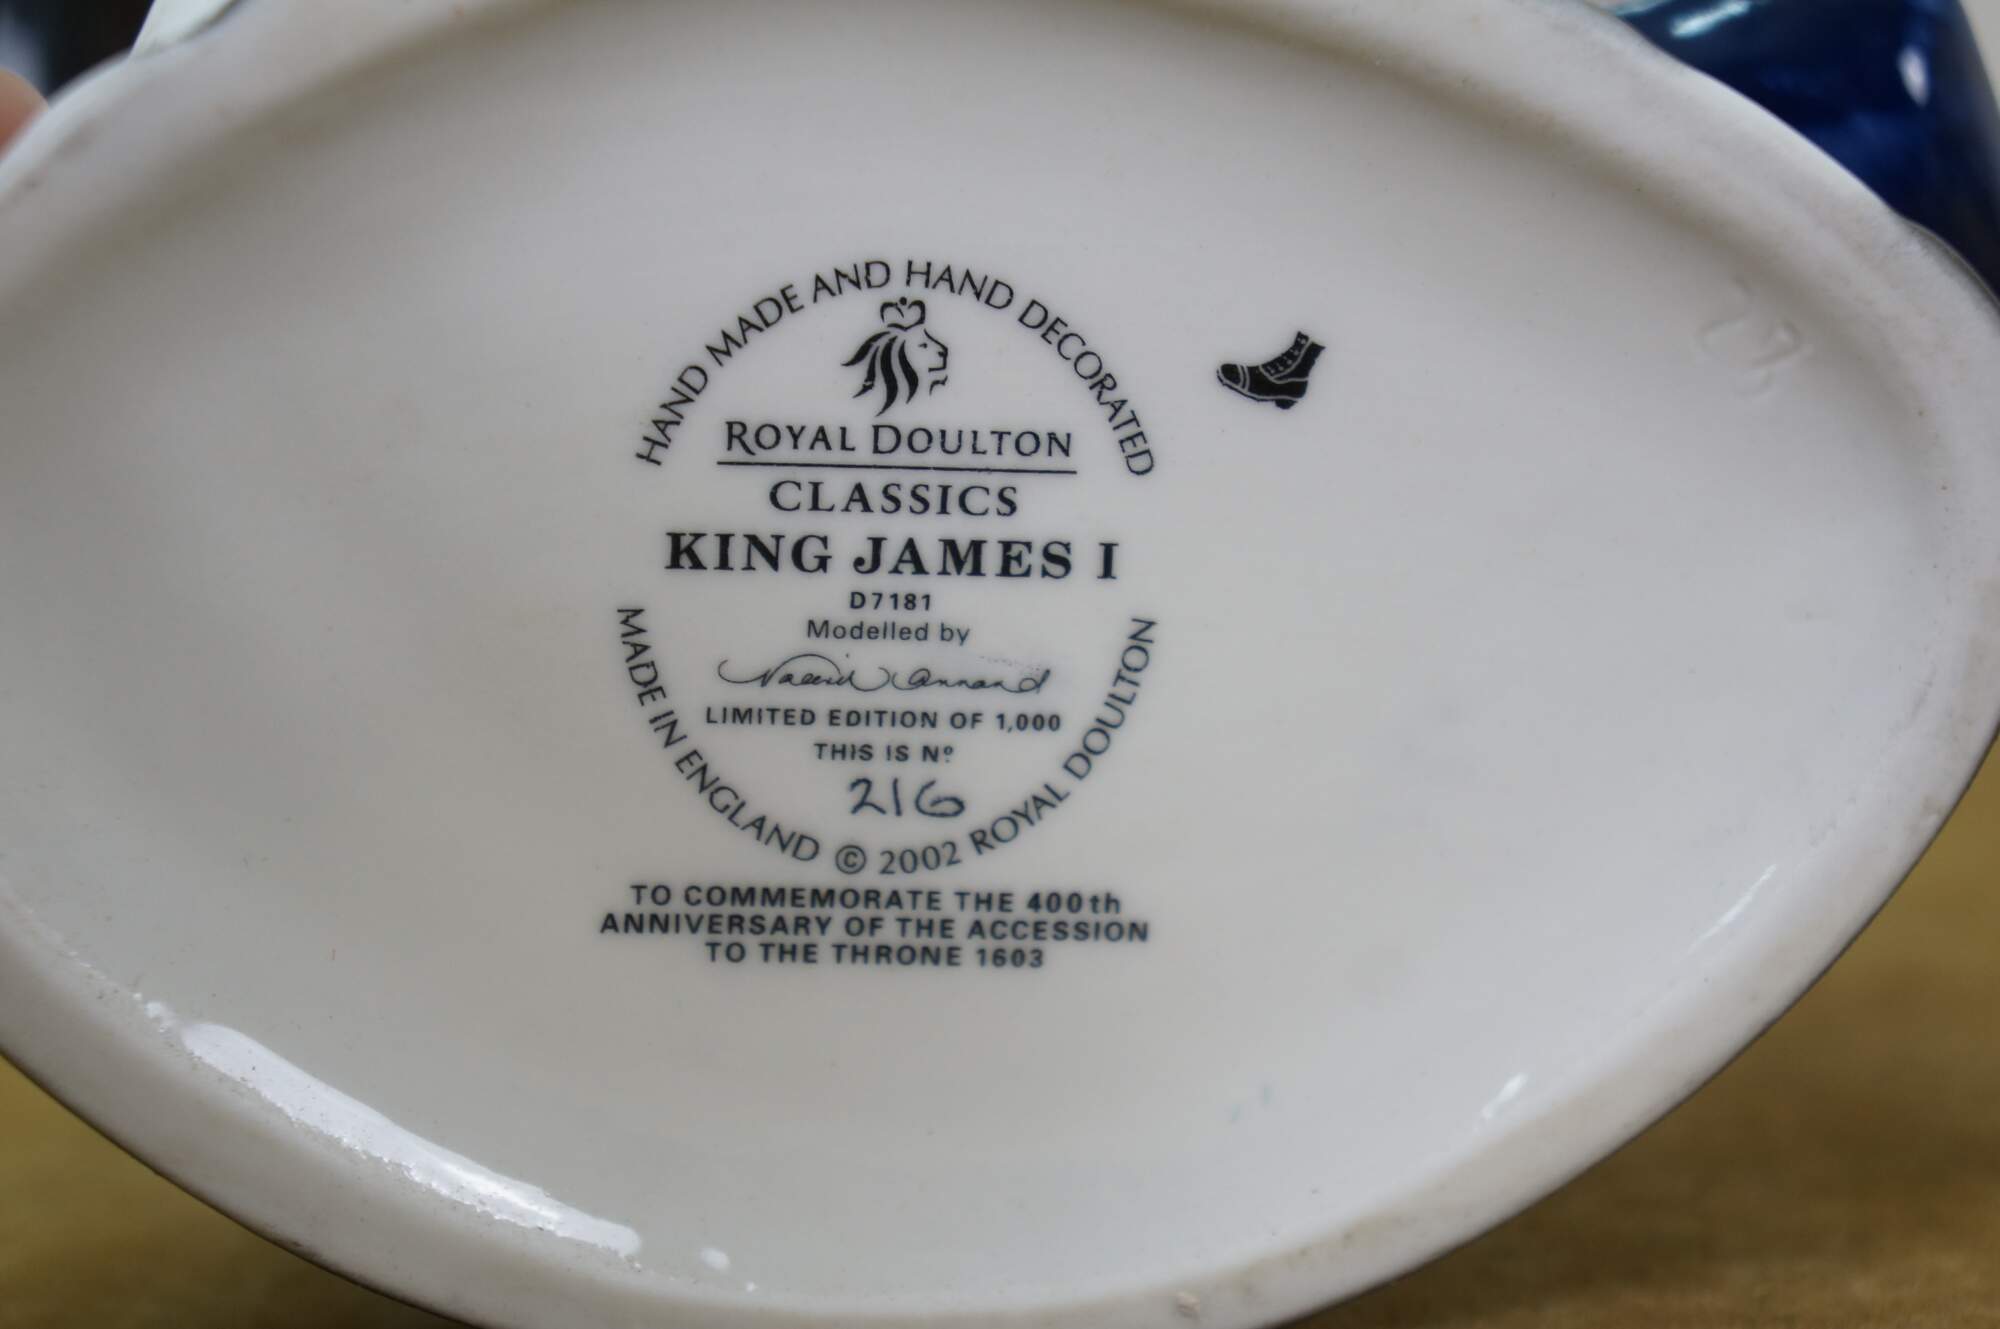 HAND MADE AND HAND DECORATED
ROYAL DOULTON
CLASSICS
KING JAMES I
D7181
Modelled by
David Annand
LIMITED EDITION OF 1,000
THIS IS Nº
216
MADE IN ENGLAND © 2002 ROYAL DOULTON
TO COMMEMORATE THE 400th
ANNIVERSARY OF THE ACCESSION
TO THE THRONE 1603